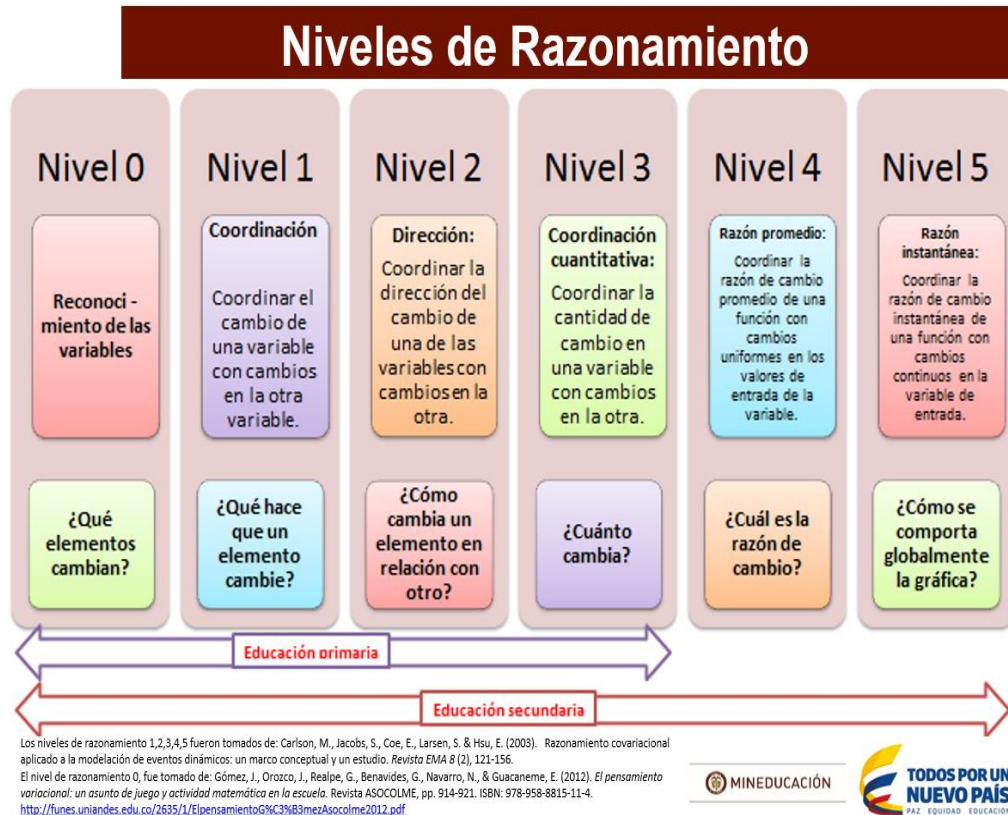 Niveles de Razonamiento
Nivel 0
Reconoci -
miento de las
variables
¿Qué
elementos
cambian?
Nivel 1
Coordinación
Coordinar el
cambio de
una variable
con cambios
en la otra
variable.
¿Qué hace
que un
elemento
cambie?
Nivel 2
Dirección:
Coordinar la
dirección del
cambio de
una de las
variables con
cambios en la
otra.
¿Cómo
cambia un
elemento en
relación con
otro?
Nivel 3
Coordinación
cuantitativa:
Coordinar la
cantidad de
cambio en
una variable
con cambios
en la otra.
¿Cuánto
cambia?
Nivel 4
Razón promedio:
Coordinar la
razón de cambio
promedio de una
función con
cambios
uniformes en los
valores de
entrada de la
variable.
¿Cuál es la
razón de
cambio?
Nivel 5
Razón
instantánea:
Coordinar la
razón de cambio
instantánea de
una función con
cambios
continuos en la
variable de
entrada.
¿Cómo se
comporta
globalmente
la gráfica?
Educación primaria
Educación secundaria
Los niveles de razonamiento 1,2,3,4,5 fueron tomados de: Carlson, M., Jacobs, S., Coe, E., Larsen, S. & Hsu, E. (2003). Razonamiento covariacional
aplicado a la modelación de eventos dinámicos: un marco conceptual y un estudio. Revista EMA 8 (2), 121-156.
El nivel de razonamiento 0, fue tomado de: Gómez, J., Orozco, J., Realpe, G., Benavides, G., Navarro, N., & Guacaneme, E. (2012). El pensamiento
variacional: un asunto de juego y actividad matemática en la escuela. Revista ASOCOLME, pp. 914-921. ISBN: 978-958-8815-11-4.
http://funes.uniandes.edu.co/2635/1/ElpensamientoG%C3%B3mezAsocolme2012.pdf
MINEDUCACIÓN
TODOS POR UN
NUEVO PAÍS
PAZ EQUIDAD EDUCACIÓN